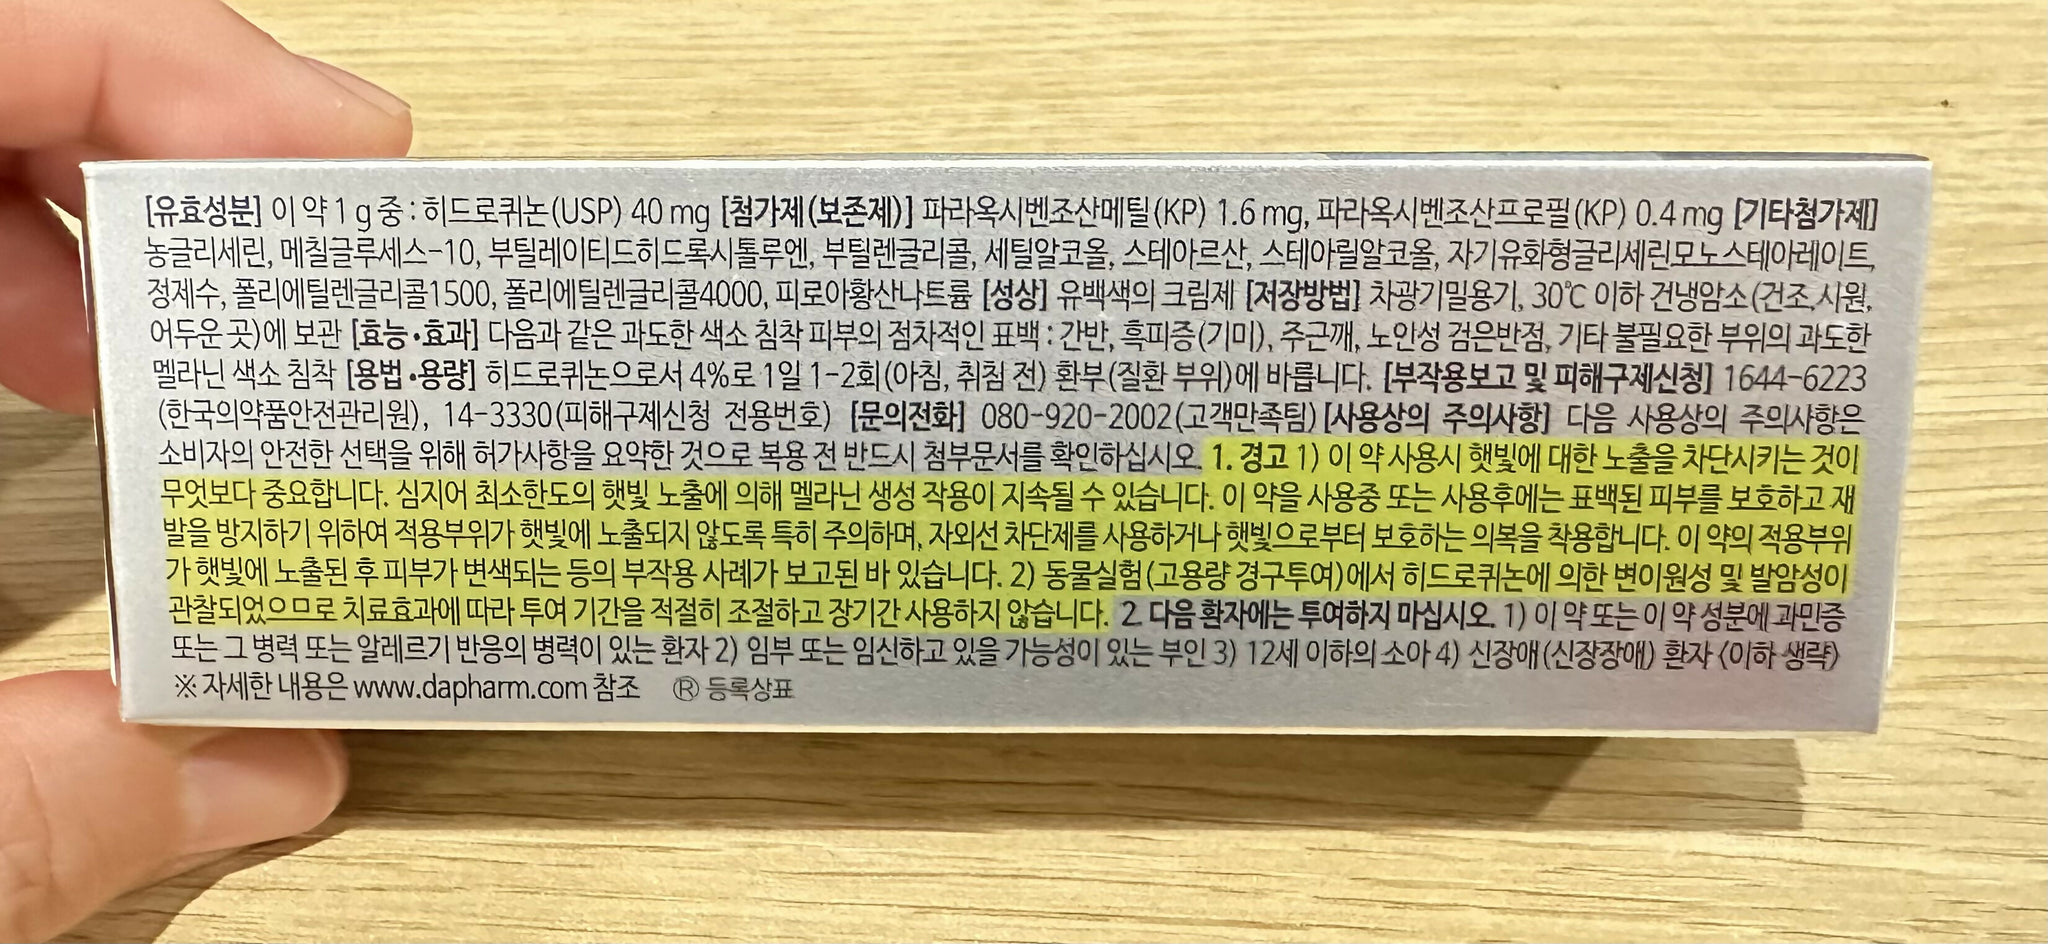 [유효성분] 이 약 1 g 중 : 히드로퀴논(USP) 40 mg [첨가제(보존제)] 파라옥시벤조산메틸(KP) 1.6 mg, 파라옥시벤조산프로필(KP) 0.4 mg [기타첨가제]
농글리세린, 메칠글루세스-10, 부틸레이티드히드록시톨루엔, 부틸렌글리콜, 세틸알코올, 스테아르산, 스테아릴알코올, 자기유화형글리세린모노스테아레이트,
정제수, 폴리에틸렌글리콜1500, 폴리에틸렌글리콜4000, 피로아황산나트륨 [성상] 유백색의 크림제 [저장방법] 차광기밀용기, 30℃ 이하 건냉암소(건조,시원,
어두운 곳)에 보관 [효능•효과] 다음과 같은 과도한 색소 침착 피부의 점차적인 표백 : 간반, 흑피증(기미), 주근깨, 노인성 검은반점, 기타 불필요한 부위의 과도한
멜라닌 색소 침착 [용법•용량] 히드로퀴논으로서 4%로 1일 1-2회(아침, 취침 전) 환부(질환 부위)에 바릅니다. [부작용보고 및 피해구제신청] 1644-6223
(한국의약품안전관리원), 14-3330(피해구제신청 전용번호) [문의전화] 080-920-2002(고객만족팀) [사용상의 주의사항] 다음 사용상의 주의사항은
소비자의 안전한 선택을 위해 허가사항을 요약한 것으로 복용 전 반드시 첨부문서를 확인하십시오. 1. 경고 1) 이 약 사용시 햇빛에 대한 노출을 차단시키는 것이
무엇보다 중요합니다. 심지어 최소한도의 햇빛 노출에 의해 멜라닌 생성 작용이 지속될 수 있습니다. 이 약을 사용중 또는 사용후에는 표백된 피부를 보호하고 재
발을 방지하기 위하여 적용부위가 햇빛에 노출되지 않도록 특히 주의하며, 자외선 차단제를 사용하거나 햇빛으로부터 보호하는 의복을 착용합니다. 이 약의 적용부위
가 햇빛에 노출된 후 피부가 변색되는 등의 부작용 사례가 보고된 바 있습니다. 2) 동물실험(고용량 경구투여)에서 히드로퀴논에 의한 변이원성 및 발암성이
관찰되었으므로 치료효과에 따라 투여 기간을 적절히 조절하고 장기간 사용하지 않습니다. 2. 다음 환자에는 투여하지 마십시오. 1) 이 약 또는 이 약 성분에 과민증
또는 그 병력 또는 알레르기 반응의 병력이 있는 환자 2) 임부 또는 임신하고 있을 가능성이 있는 부인 3) 12세 이하의 소아 4) 신장애(신장장애) 환자 <이하 생략>
※ 자세한 내용은 www.dapharm.com 참조 ® 등록상표